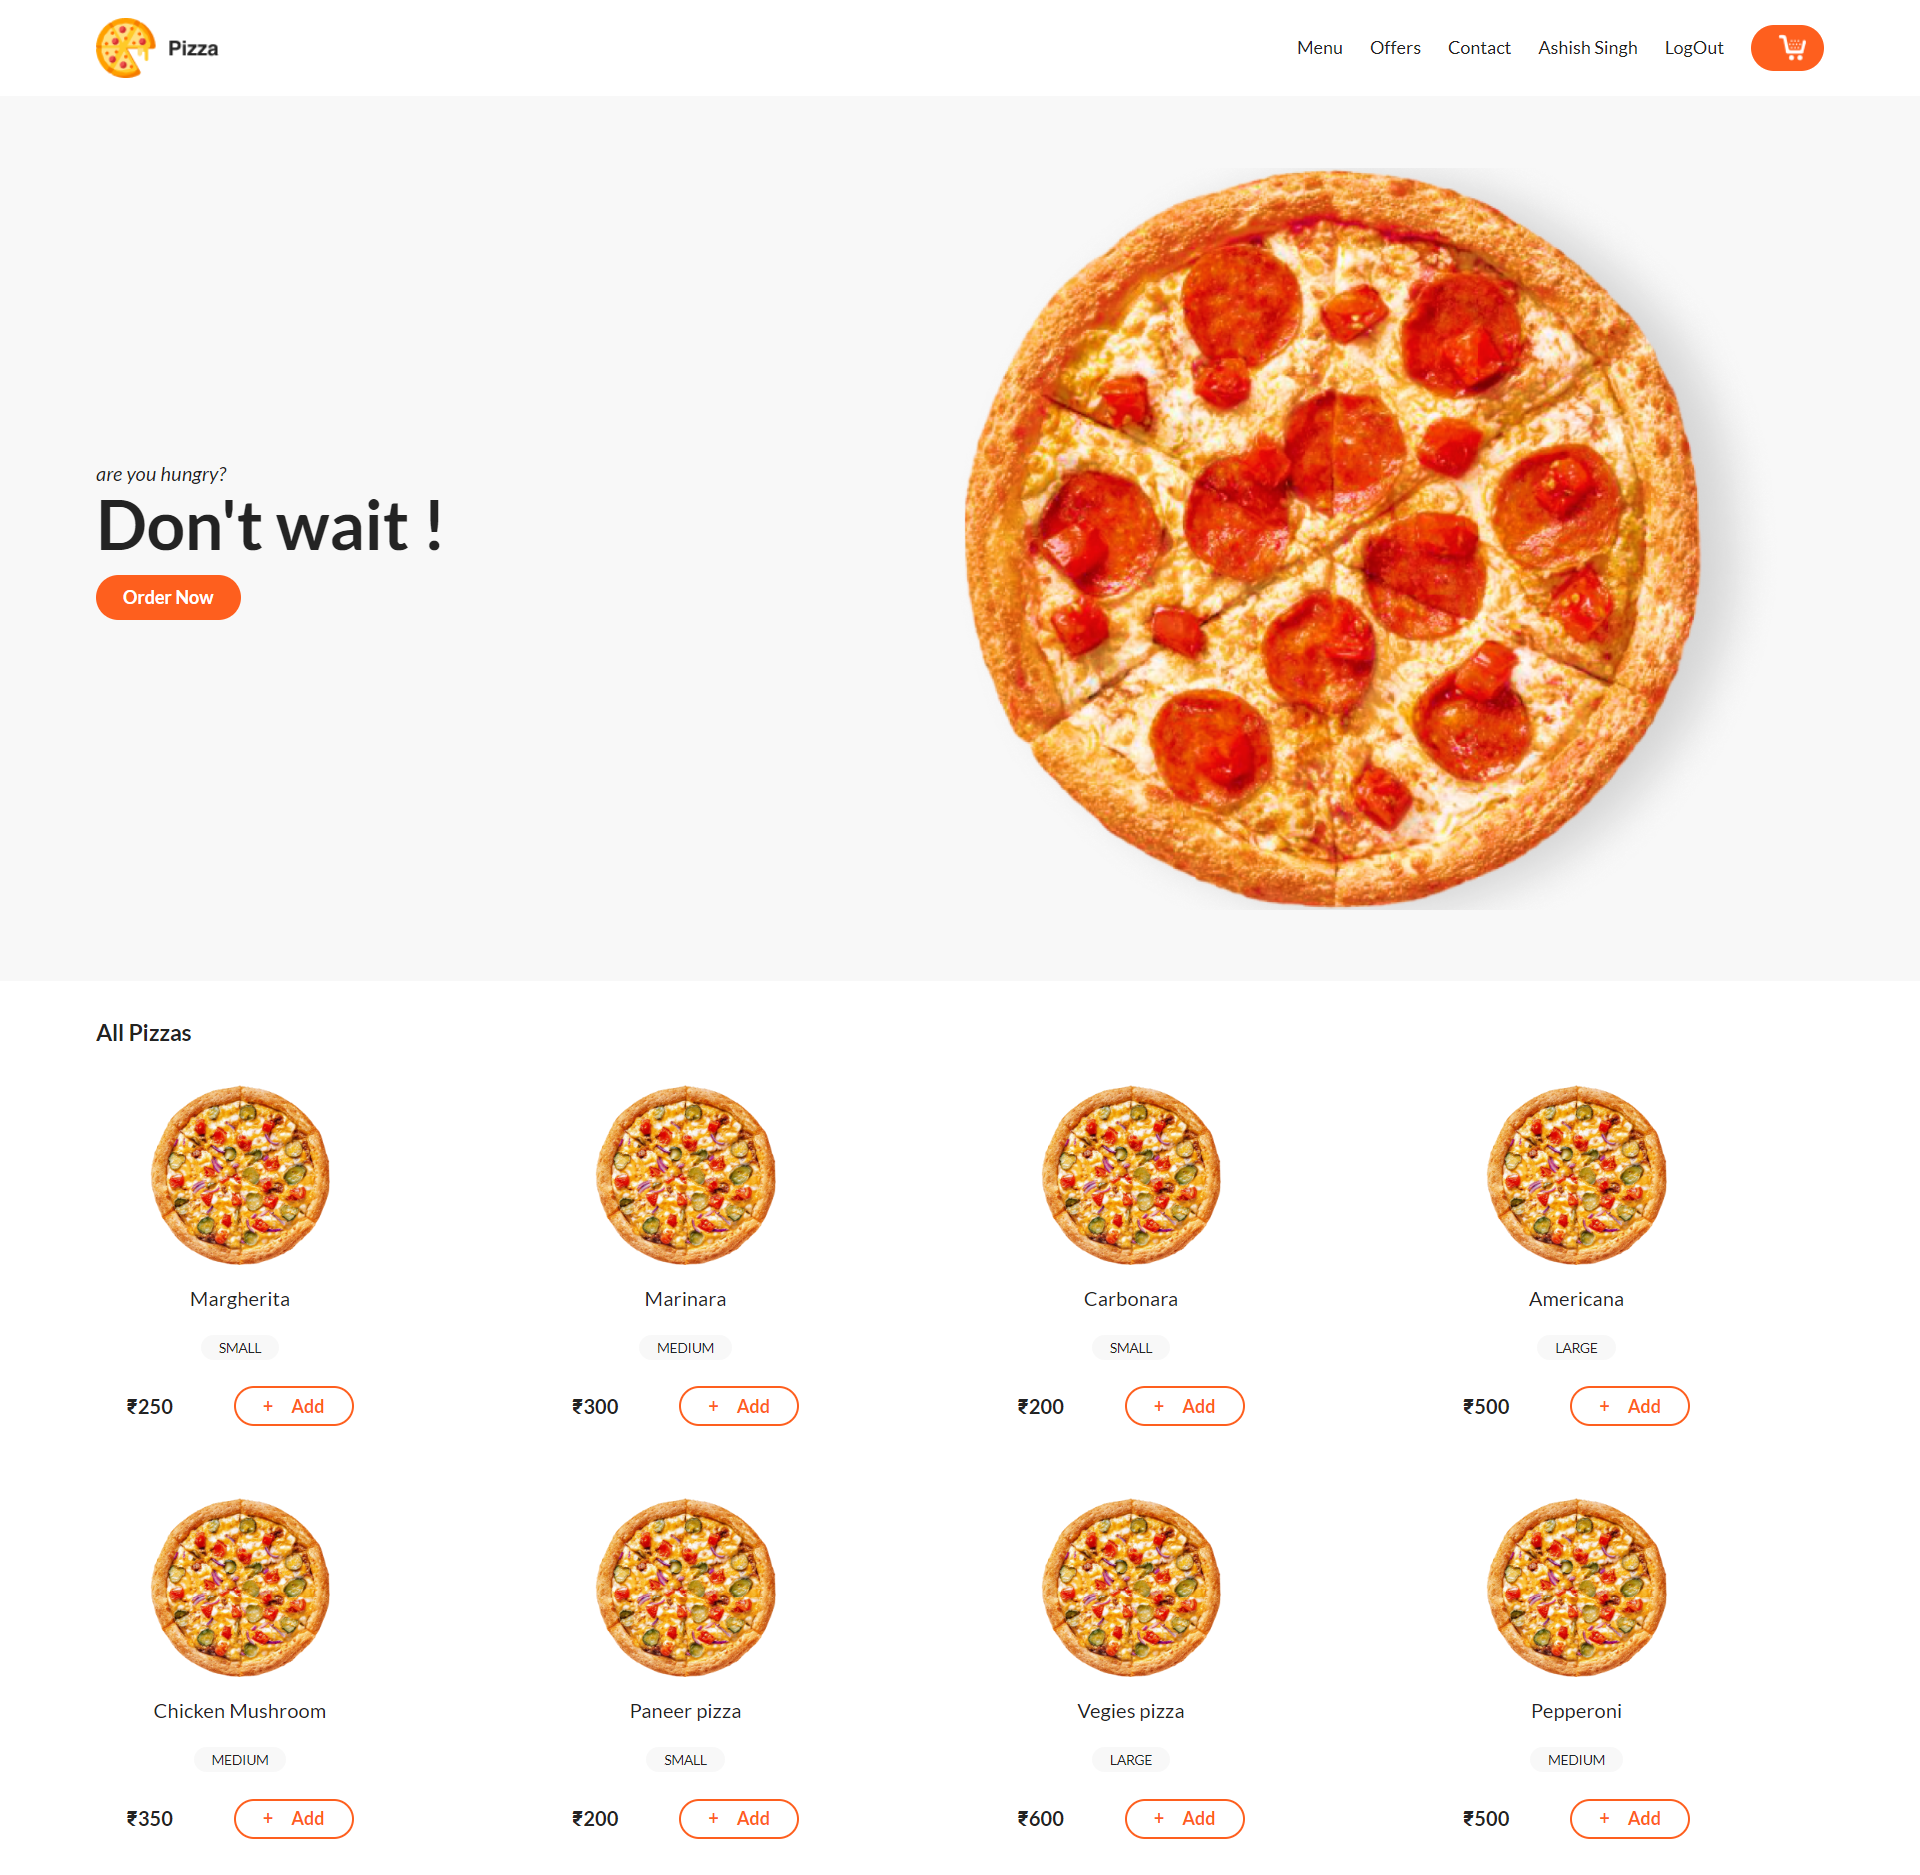 Pizza
Menu Offers Contact Ashish Singh LogOut
are you hungry?
Don't wait !
Order Now
All Pizzas
Margherita Marinara Carbonara Americana
SMALL MEDIUM SMALL LARGE
₹250 + Add ₹300 + Add ₹200 + Add ₹500 + Add
Chicken Mushroom Paneer pizza Vegies pizza Pepperoni
MEDIUM SMALL LARGE MEDIUM
₹350 + Add ₹200 + Add ₹600 + Add ₹500 + Add